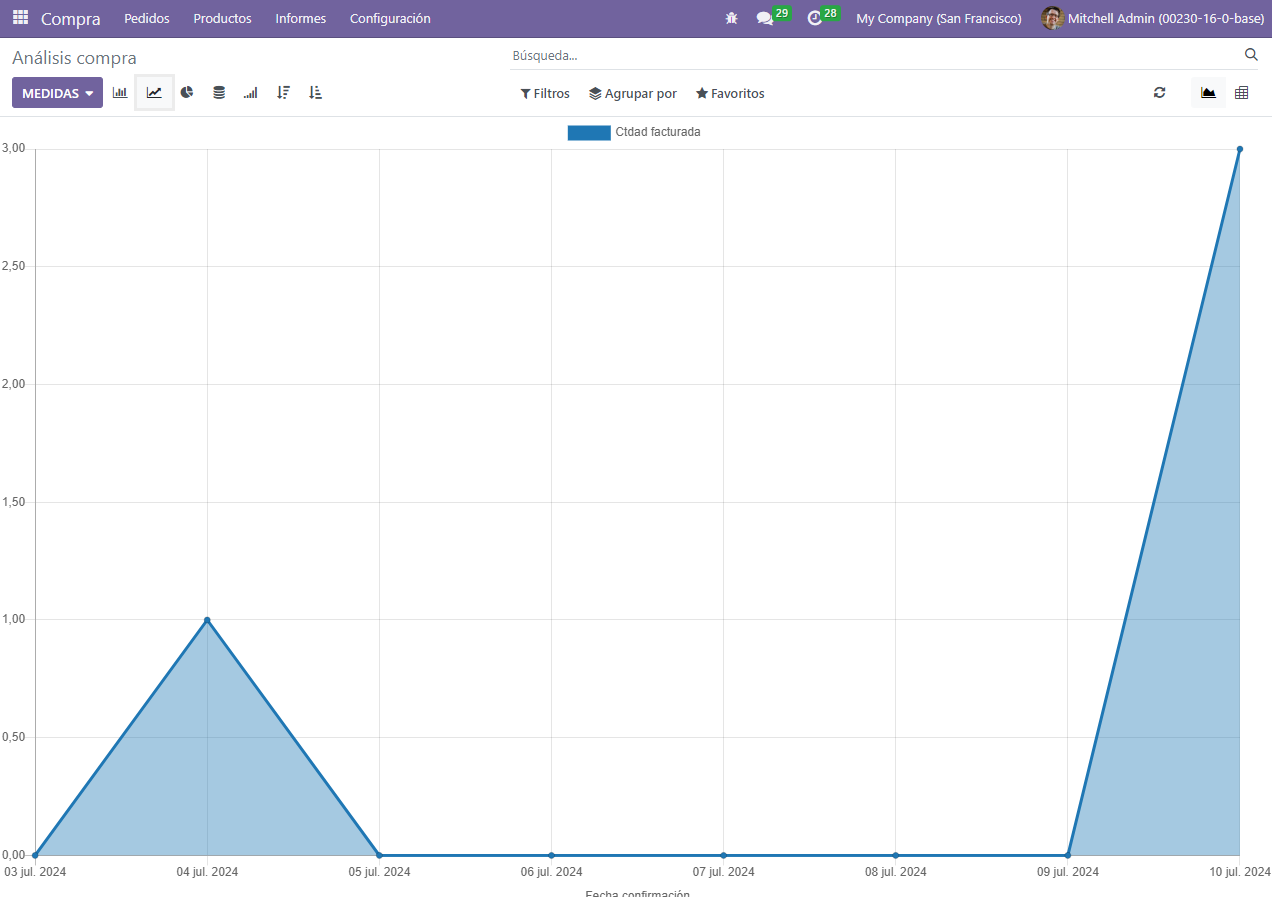 Compra Pedidos Productos Informes Configuración 29 28 My Company (San Francisco) Mitchell Admin (00230-16-0-base)
Análisis compra Búsqueda...
MEDIDAS Filtros Agrupar por Favoritos
Ctdad facturada
3,00
2,50
2,00
1,50
1,00
0,50
0,00
03 jul. 2024 04 jul. 2024 05 jul. 2024 06 jul. 2024 07 jul. 2024 08 jul. 2024 09 jul. 2024 10 jul. 2024
Fecha confirmación